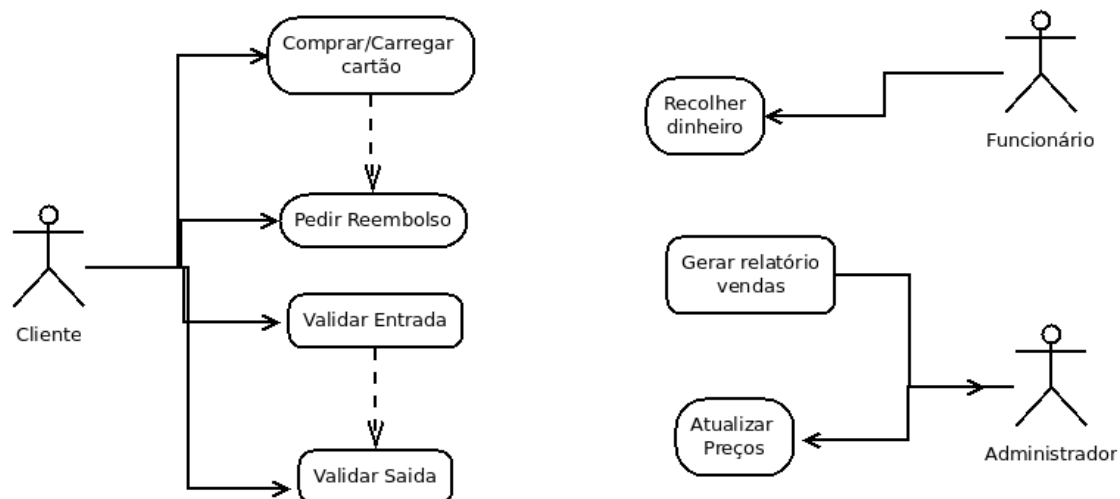 Comprar/Carregar
cartão
Pedir Reembolso
Validar Entrada
Validar Saida
Cliente
Recolher
dinheiro
Funcionário
Gerar relatório
vendas
Atualizar
Preços
Administrador